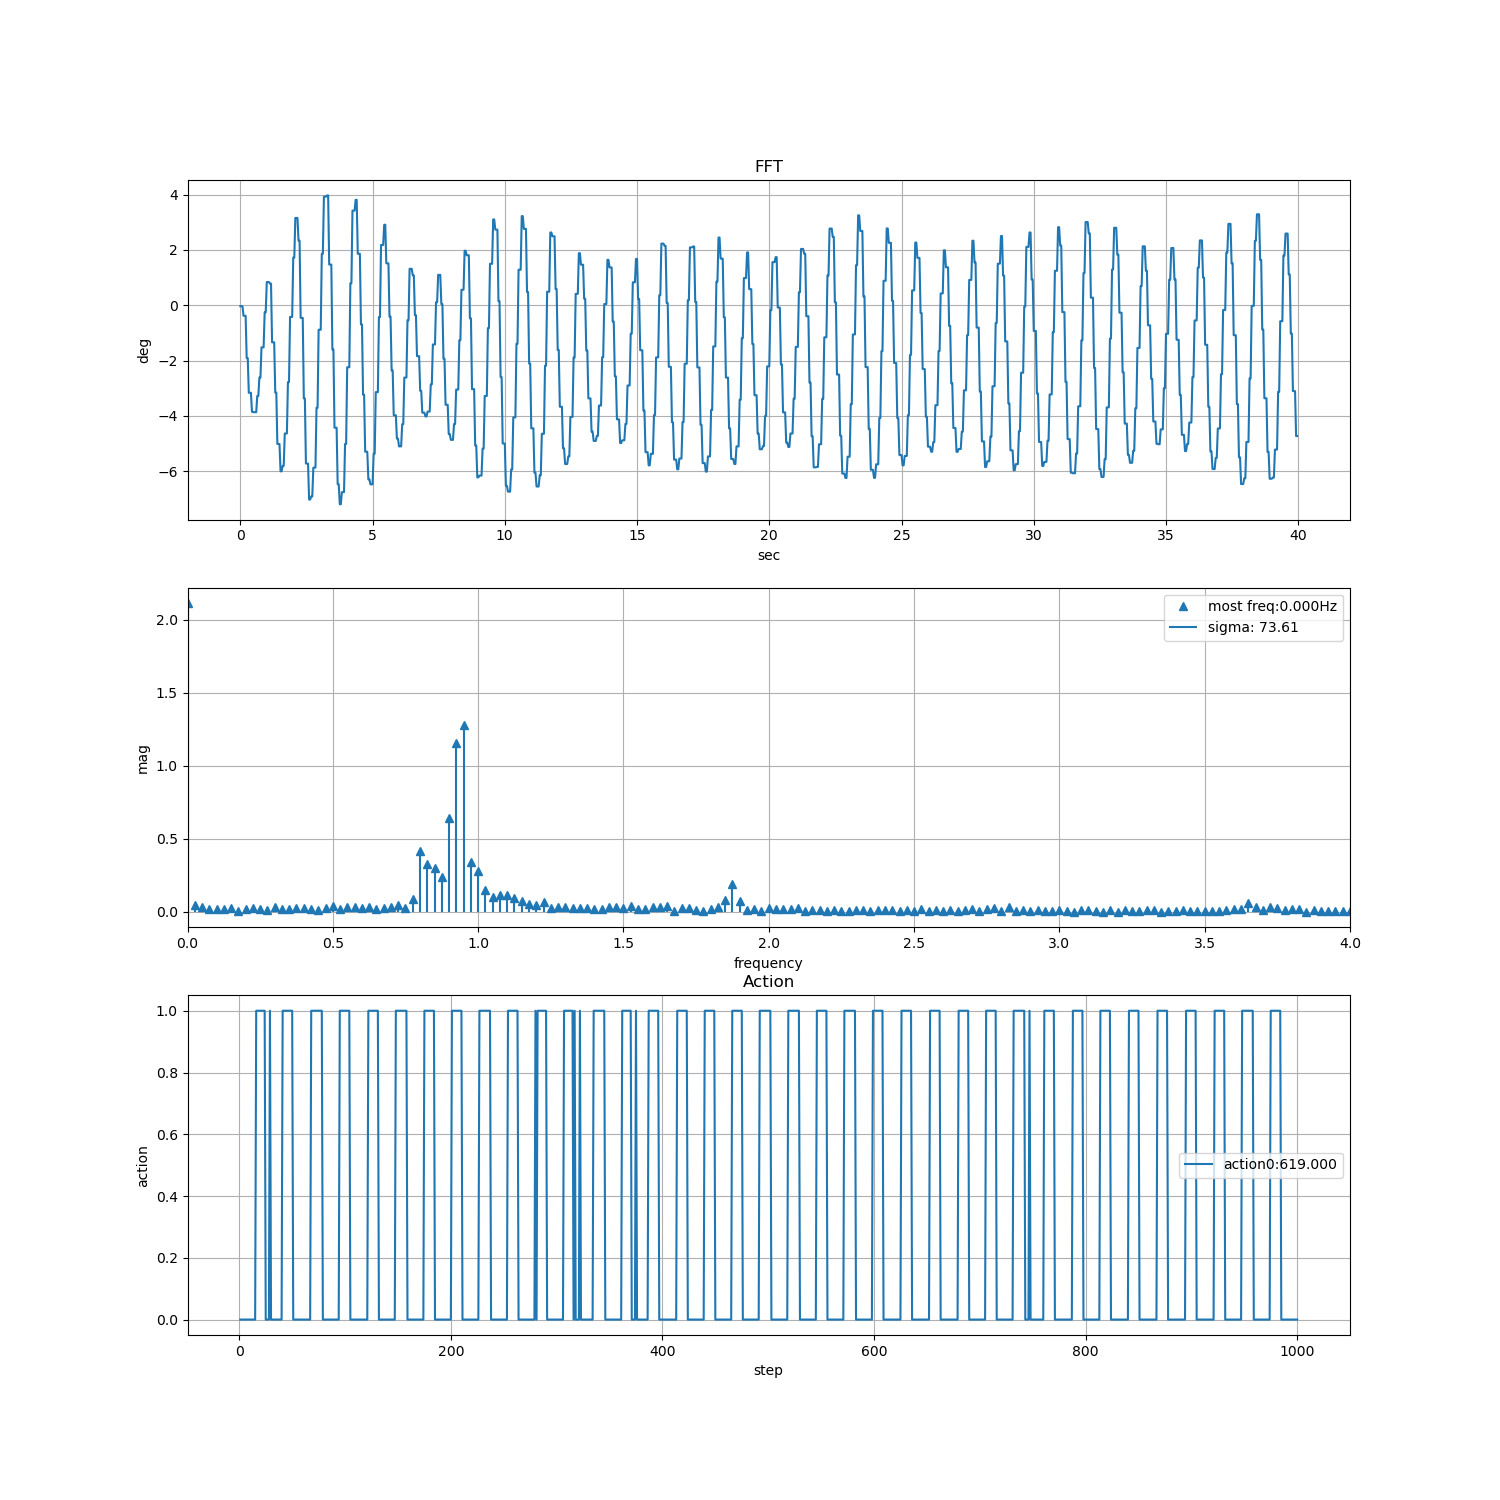 FFT
4
2
0
−2
−4
−6
deg
0 5 10 15 20 25 30 35 40
sec
2.0
1.5
1.0
0.5
0.0
mag
most freq:0.000Hz
sigma: 73.61
0.0 0.5 1.0 1.5 2.0 2.5 3.0 3.5 4.0
frequency
Action
1.0
0.8
0.6
0.4
0.2
0.0
action
action0:619.000
0 200 400 600 800 1000
step